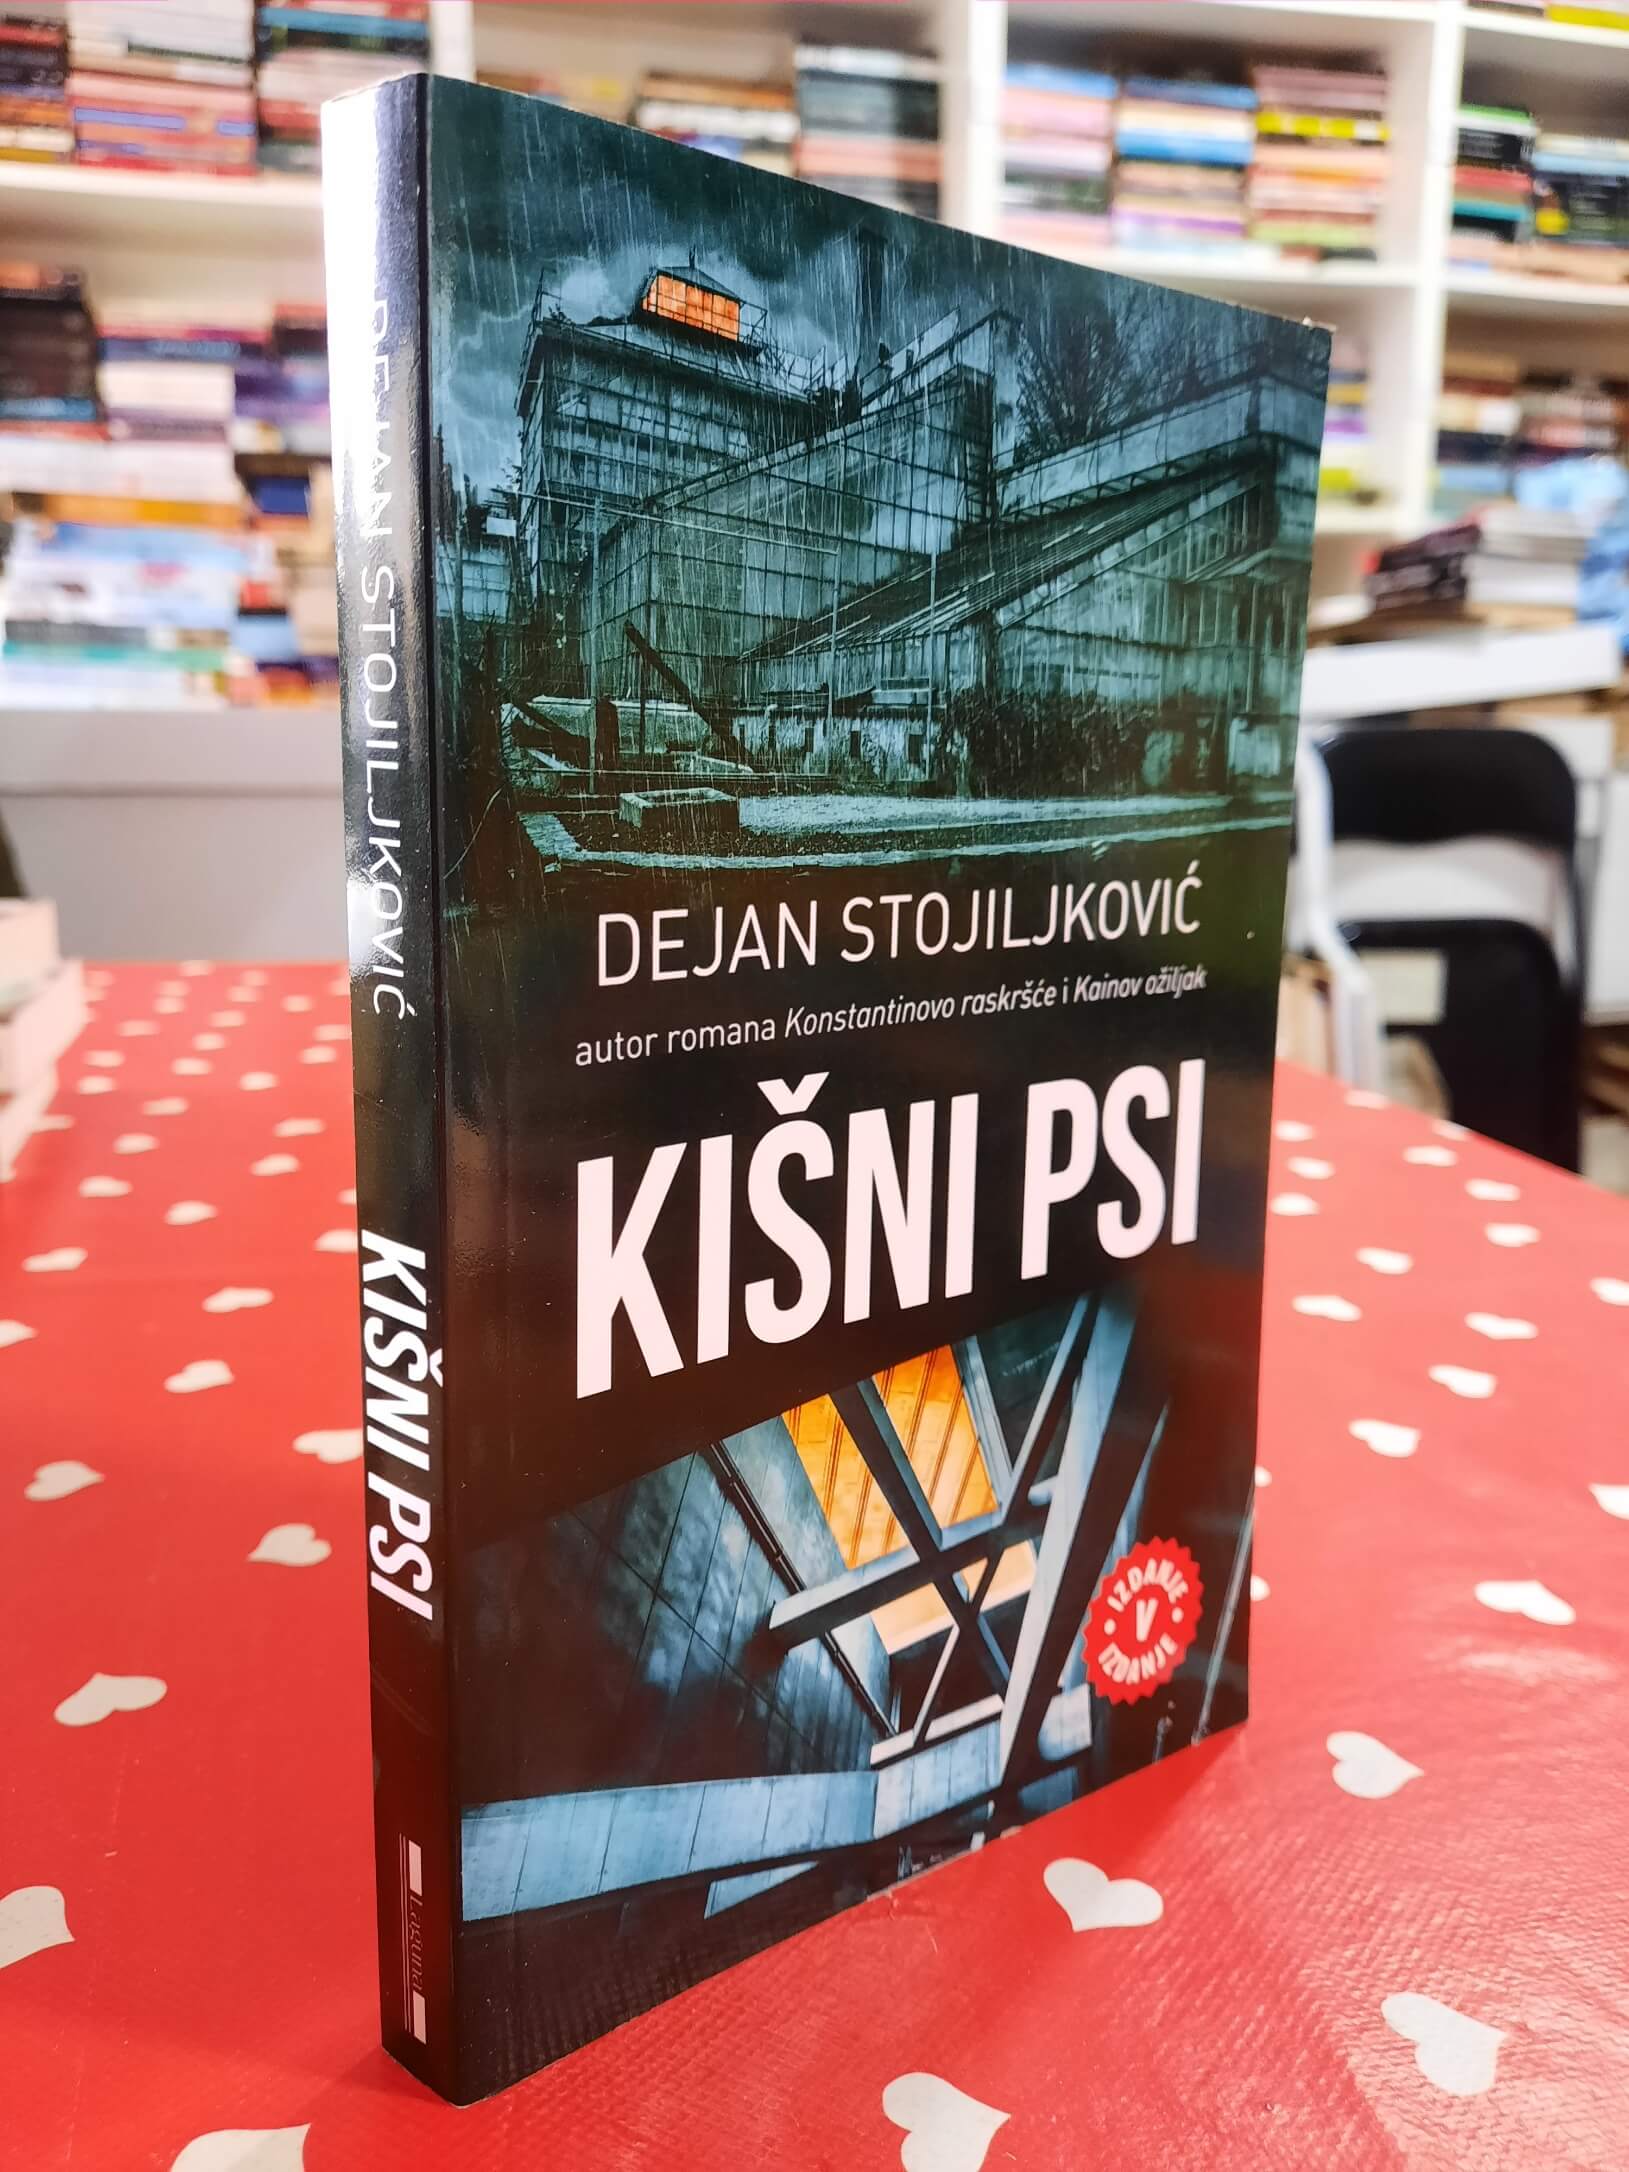 DEJAN STOJILJKOVIĆ
KIŠNI PSI
Laguna
DEJAN STOJILJKOVIĆ
autor romana Konstantinovo raskršće i Kainov ožiljak
KIŠNI PSI
IZDANJE
V
IZDANJE